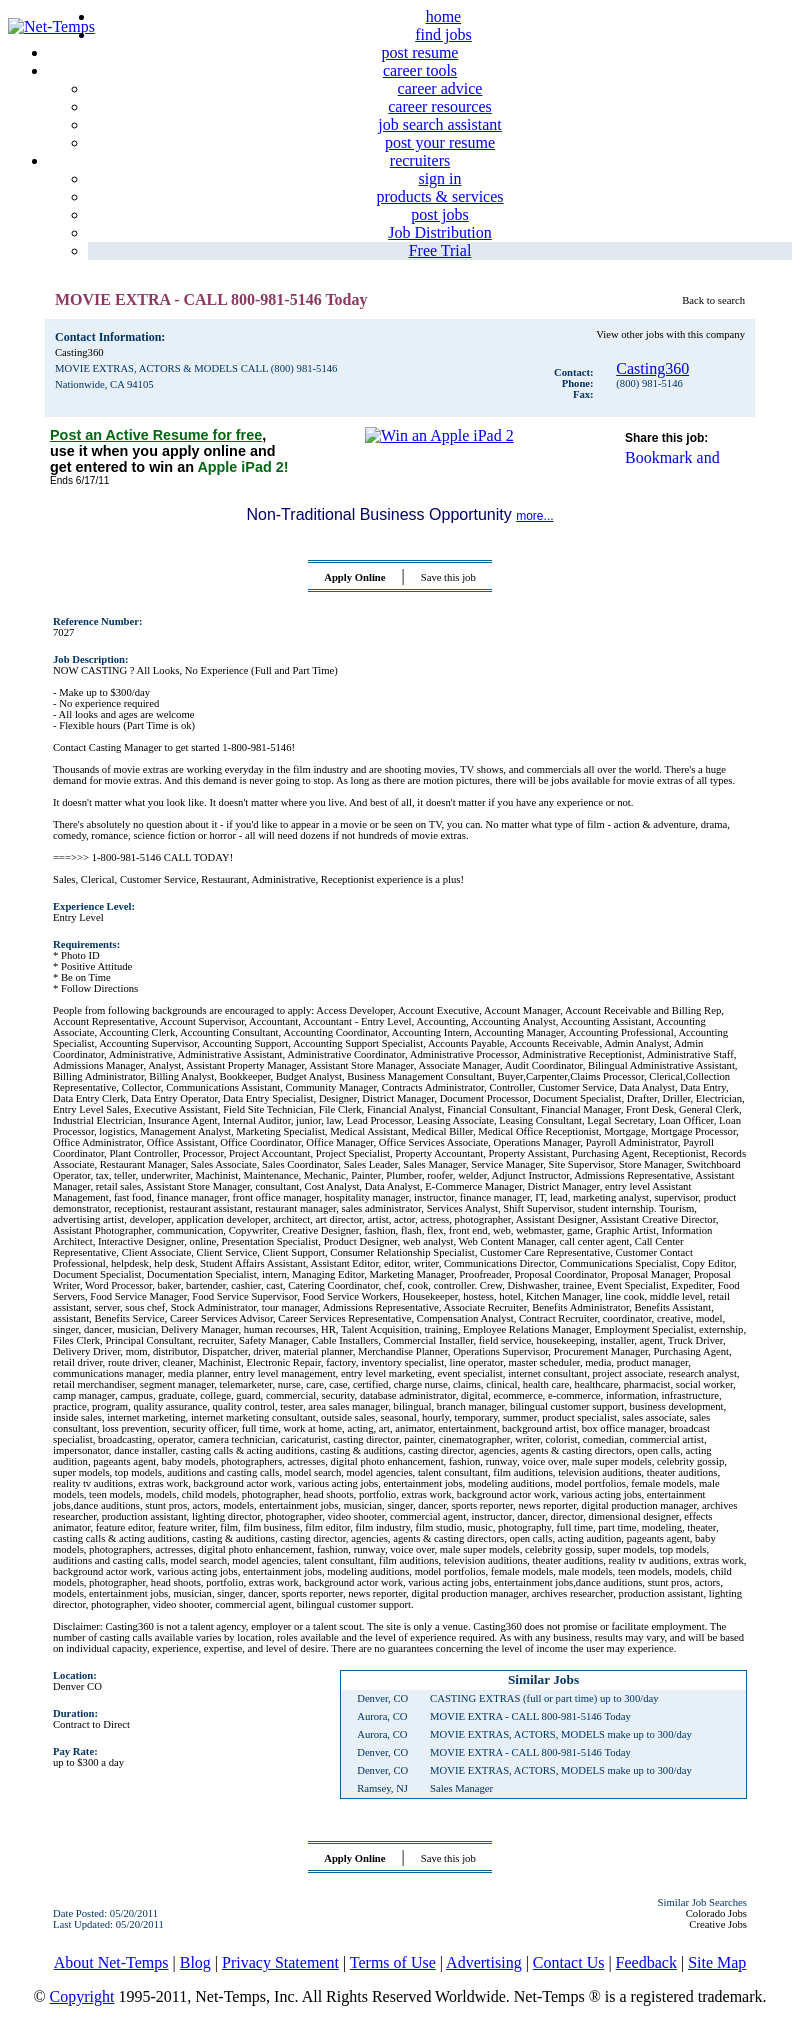 Net-Temps
home
find jobs
post resume
career tools
career advice
career resources
job search assistant
post your resume
recruiters
sign in
products & services
post jobs
Job Distribution
Free Trial
MOVIE EXTRA - CALL 800-981-5146 Today
Back to search
Contact Information:
View other jobs with this company
Casting360
MOVIE EXTRAS, ACTORS & MODELS CALL (800) 981-5146
Nationwide, CA 94105
Contact: Casting360
Phone: (800) 981-5146
Fax:
Post an Active Resume for free,
use it when you apply online and
get entered to win an Apple iPad 2!
Ends 6/17/11
Win an Apple iPad 2
Share this job:
Bookmark and
Non-Traditional Business Opportunity more...
Apply Online | Save this job
Reference Number:
7027
Job Description:
NOW CASTING ? All Looks, No Experience (Full and Part Time)
- Make up to $300/day
- No experience required
- All looks and ages are welcome
- Flexible hours (Part Time is ok)
Contact Casting Manager to get started 1-800-981-5146!
Thousands of movie extras are working everyday in the film industry and are shooting movies, TV shows, and commercials all over the world. There's a huge
demand for movie extras. And this demand is never going to stop. As long as there are motion pictures, there will be jobs available for movie extras of all types.
It doesn't matter what you look like. It doesn't matter where you live. And best of all, it doesn't matter if you have any experience or not.
There's absolutely no question about it - if you'd like to appear in a movie or be seen on TV, you can. No matter what type of film - action & adventure, drama,
comedy, romance, science fiction or horror - all will need dozens if not hundreds of movie extras.
===>>> 1-800-981-5146 CALL TODAY!
Sales, Clerical, Customer Service, Restaurant, Administrative, Receptionist experience is a plus!
Experience Level:
Entry Level
Requirements:
* Photo ID
* Positive Attitude
* Be on Time
* Follow Directions
People from following backgrounds are encouraged to apply: Access Developer, Account Executive, Account Manager, Account Receivable and Billing Rep,
Account Representative, Account Supervisor, Accountant, Accountant - Entry Level, Accounting, Accounting Analyst, Accounting Assistant, Accounting
Associate, Accounting Clerk, Accounting Consultant, Accounting Coordinator, Accounting Intern, Accounting Manager, Accounting Professional, Accounting
Specialist, Accounting Supervisor, Accounting Support, Accounting Support Specialist, Accounts Payable, Accounts Receivable, Admin Analyst, Admin
Coordinator, Administrative, Administrative Assistant, Administrative Coordinator, Administrative Processor, Administrative Receptionist, Administrative Staff,
Admissions Manager, Analyst, Assistant Property Manager, Assistant Store Manager, Associate Manager, Audit Coordinator, Bilingual Administrative Assistant,
Billing Administrator, Billing Analyst, Bookkeeper, Budget Analyst, Business Management Consultant, Buyer,Carpenter,Claims Processor, Clerical,Collection
Representative, Collector, Communications Assistant, Community Manager, Contracts Administrator, Controller, Customer Service, Data Analyst, Data Entry,
Data Entry Clerk, Data Entry Operator, Data Entry Specialist, Designer, District Manager, Document Processor, Document Specialist, Drafter, Driller, Electrician,
Entry Level Sales, Executive Assistant, Field Site Technician, File Clerk, Financial Analyst, Financial Consultant, Financial Manager, Front Desk, General Clerk,
Industrial Electrician, Insurance Agent, Internal Auditor, junior, law, Lead Processor, Leasing Associate, Leasing Consultant, Legal Secretary, Loan Officer, Loan
Processor, logistics, Management Analyst, Marketing Specialist, Medical Assistant, Medical Biller, Medical Office Receptionist, Mortgage, Mortgage Processor,
Office Administrator, Office Assistant, Office Coordinator, Office Manager, Office Services Associate, Operations Manager, Payroll Administrator, Payroll
Coordinator, Plant Controller, Processor, Project Accountant, Project Specialist, Property Accountant, Property Assistant, Purchasing Agent, Receptionist, Records
Associate, Restaurant Manager, Sales Associate, Sales Coordinator, Sales Leader, Sales Manager, Service Manager, Site Supervisor, Store Manager, Switchboard
Operator, tax, teller, underwriter, Machinist, Maintenance, Mechanic, Painter, Plumber, roofer, welder, Adjunct Instructor, Admissions Representative, Assistant
Manager, retail sales, Assistant Store Manager, consultant, Cost Analyst, Data Analyst, E-Commerce Manager, District Manager, entry level Assistant
Management, fast food, finance manager, front office manager, hospitality manager, instructor, finance manager, IT, lead, marketing analyst, supervisor, product
demonstrator, receptionist, restaurant assistant, restaurant manager, sales administrator, Services Analyst, Shift Supervisor, student internship. Tourism,
advertising artist, developer, application developer, architect, art director, artist, actor, actress, photographer, Assistant Designer, Assistant Creative Director,
Assistant Photographer, communication, Copywriter, Creative Designer, fashion, flash, flex, front end, web, webmaster, game, Graphic Artist, Information
Architect, Interactive Designer, online, Presentation Specialist, Product Designer, web analyst, Web Content Manager, call center agent, Call Center
Representative, Client Associate, Client Service, Client Support, Consumer Relationship Specialist, Customer Care Representative, Customer Contact
Professional, helpdesk, help desk, Student Affairs Assistant, Assistant Editor, editor, writer, Communications Director, Communications Specialist, Copy Editor,
Document Specialist, Documentation Specialist, intern, Managing Editor, Marketing Manager, Proofreader, Proposal Coordinator, Proposal Manager, Proposal
Writer, Word Processor, baker, bartender, cashier, cast, Catering Coordinator, chef, cook, controller. Crew, Dishwasher, trainee, Event Specialist, Expediter, Food
Servers, Food Service Manager, Food Service Supervisor, Food Service Workers, Housekeeper, hostess, hotel, Kitchen Manager, line cook, middle level, retail
assistant, server, sous chef, Stock Administrator, tour manager, Admissions Representative, Associate Recruiter, Benefits Administrator, Benefits Assistant,
assistant, Benefits Service, Career Services Advisor, Career Services Representative, Compensation Analyst, Contract Recruiter, coordinator, creative, model,
singer, dancer, musician, Delivery Manager, human recourses, HR, Talent Acquisition, training, Employee Relations Manager, Employment Specialist, externship,
Files Clerk, Principal Consultant, recruiter, Safety Manager, Cable Installers, Commercial Installer, field service, housekeeping, installer, agent, Truck Driver,
Delivery Driver, mom, distributor, Dispatcher, driver, material planner, Merchandise Planner, Operations Supervisor, Procurement Manager, Purchasing Agent,
retail driver, route driver, cleaner, Machinist, Electronic Repair, factory, inventory specialist, line operator, master scheduler, media, product manager,
communications manager, media planner, entry level management, entry level marketing, event specialist, internet consultant, project associate, research analyst,
retail merchandiser, segment manager, telemarketer, nurse, care, case, certified, charge nurse, claims, clinical, health care, healthcare, pharmacist, social worker,
camp manager, campus, graduate, college, guard, commercial, security, database administrator, digital, ecommerce, e-commerce, information, infrastructure,
practice, program, quality assurance, quality control, tester, area sales manager, bilingual, branch manager, bilingual customer support, business development,
inside sales, internet marketing, internet marketing consultant, outside sales, seasonal, hourly, temporary, summer, product specialist, sales associate, sales
consultant, loss prevention, security officer, full time, work at home, acting, art, animator, entertainment, background artist, box office manager, broadcast
specialist, broadcasting, operator, camera technician, caricaturist, casting director, painter, cinematographer, writer, colorist, comedian, commercial artist,
impersonator, dance installer, casting calls & acting auditions, casting & auditions, casting director, agencies, agents & casting directors, open calls, acting
audition, pageants agent, baby models, photographers, actresses, digital photo enhancement, fashion, runway, voice over, male super models, celebrity gossip,
super models, top models, auditions and casting calls, model search, model agencies, talent consultant, film auditions, television auditions, theater auditions,
reality tv auditions, extras work, background actor work, various acting jobs, entertainment jobs, modeling auditions, model portfolios, female models, male
models, teen models, models, child models, photographer, head shoots, portfolio, extras work, background actor work, various acting jobs, entertainment
jobs,dance auditions, stunt pros, actors, models, entertainment jobs, musician, singer, dancer, sports reporter, news reporter, digital production manager, archives
researcher, production assistant, lighting director, photographer, video shooter, commercial agent, instructor, dancer, director, dimensional designer, effects
animator, feature editor, feature writer, film, film business, film editor, film industry, film studio, music, photography, full time, part time, modeling, theater,
casting calls & acting auditions, casting & auditions, casting director, agencies, agents & casting directors, open calls, acting audition, pageants agent, baby
models, photographers, actresses, digital photo enhancement, fashion, runway, voice over, male super models, celebrity gossip, super models, top models,
auditions and casting calls, model search, model agencies, talent consultant, film auditions, television auditions, theater auditions, reality tv auditions, extras work,
background actor work, various acting jobs, entertainment jobs, modeling auditions, model portfolios, female models, male models, teen models, models, child
models, photographer, head shoots, portfolio, extras work, background actor work, various acting jobs, entertainment jobs,dance auditions, stunt pros, actors,
models, entertainment jobs, musician, singer, dancer, sports reporter, news reporter, digital production manager, archives researcher, production assistant, lighting
director, photographer, video shooter, commercial agent, bilingual customer support.
Disclaimer: Casting360 is not a talent agency, employer or a talent scout. The site is only a venue. Casting360 does not promise or facilitate employment. The
number of casting calls available varies by location, roles available and the level of experience required. As with any business, results may vary, and will be based
on individual capacity, experience, expertise, and level of desire. There are no guarantees concerning the level of income the user may experience.
Location:
Denver CO
Duration:
Contract to Direct
Pay Rate:
up to $300 a day
Similar Jobs
Denver, CO CASTING EXTRAS (full or part time) up to 300/day
Aurora, CO MOVIE EXTRA - CALL 800-981-5146 Today
Aurora, CO MOVIE EXTRAS, ACTORS, MODELS make up to 300/day
Denver, CO MOVIE EXTRA - CALL 800-981-5146 Today
Denver, CO MOVIE EXTRAS, ACTORS, MODELS make up to 300/day
Ramsey, NJ Sales Manager
Apply Online | Save this job
Similar Job Searches
Date Posted: 05/20/2011 Colorado Jobs
Last Updated: 05/20/2011 Creative Jobs
About Net-Temps | Blog | Privacy Statement | Terms of Use | Advertising | Contact Us | Feedback | Site Map
© Copyright 1995-2011, Net-Temps, Inc. All Rights Reserved Worldwide. Net-Temps ® is a registered trademark.